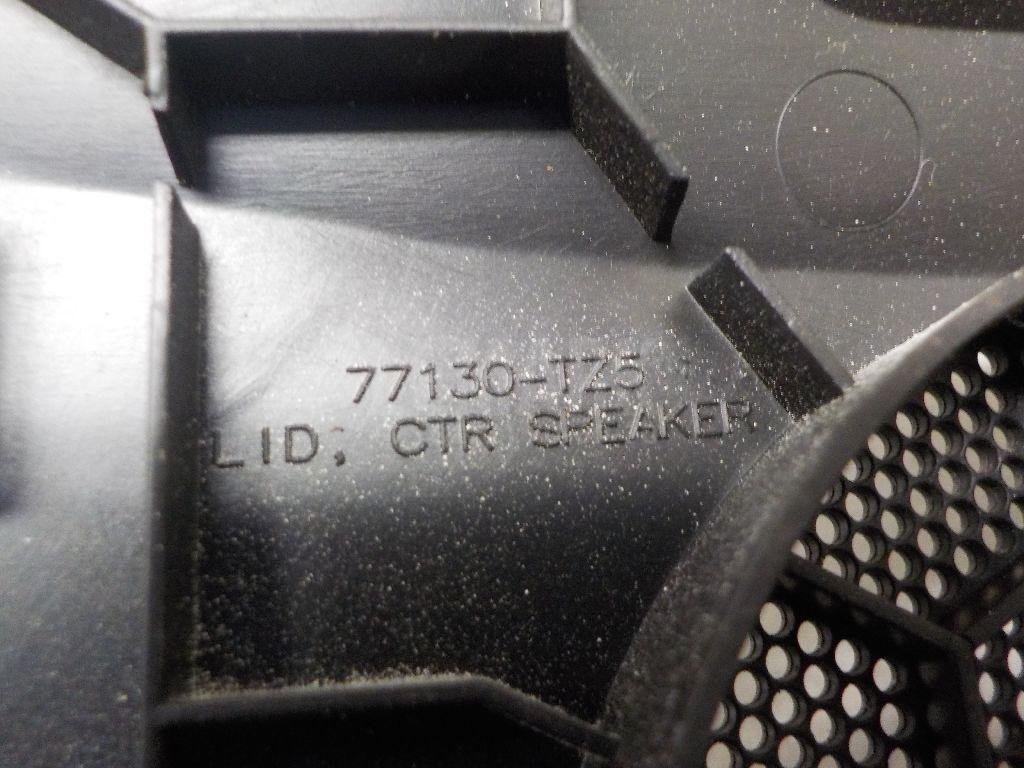 77130-TZ5
LID; CTR SPEAKER